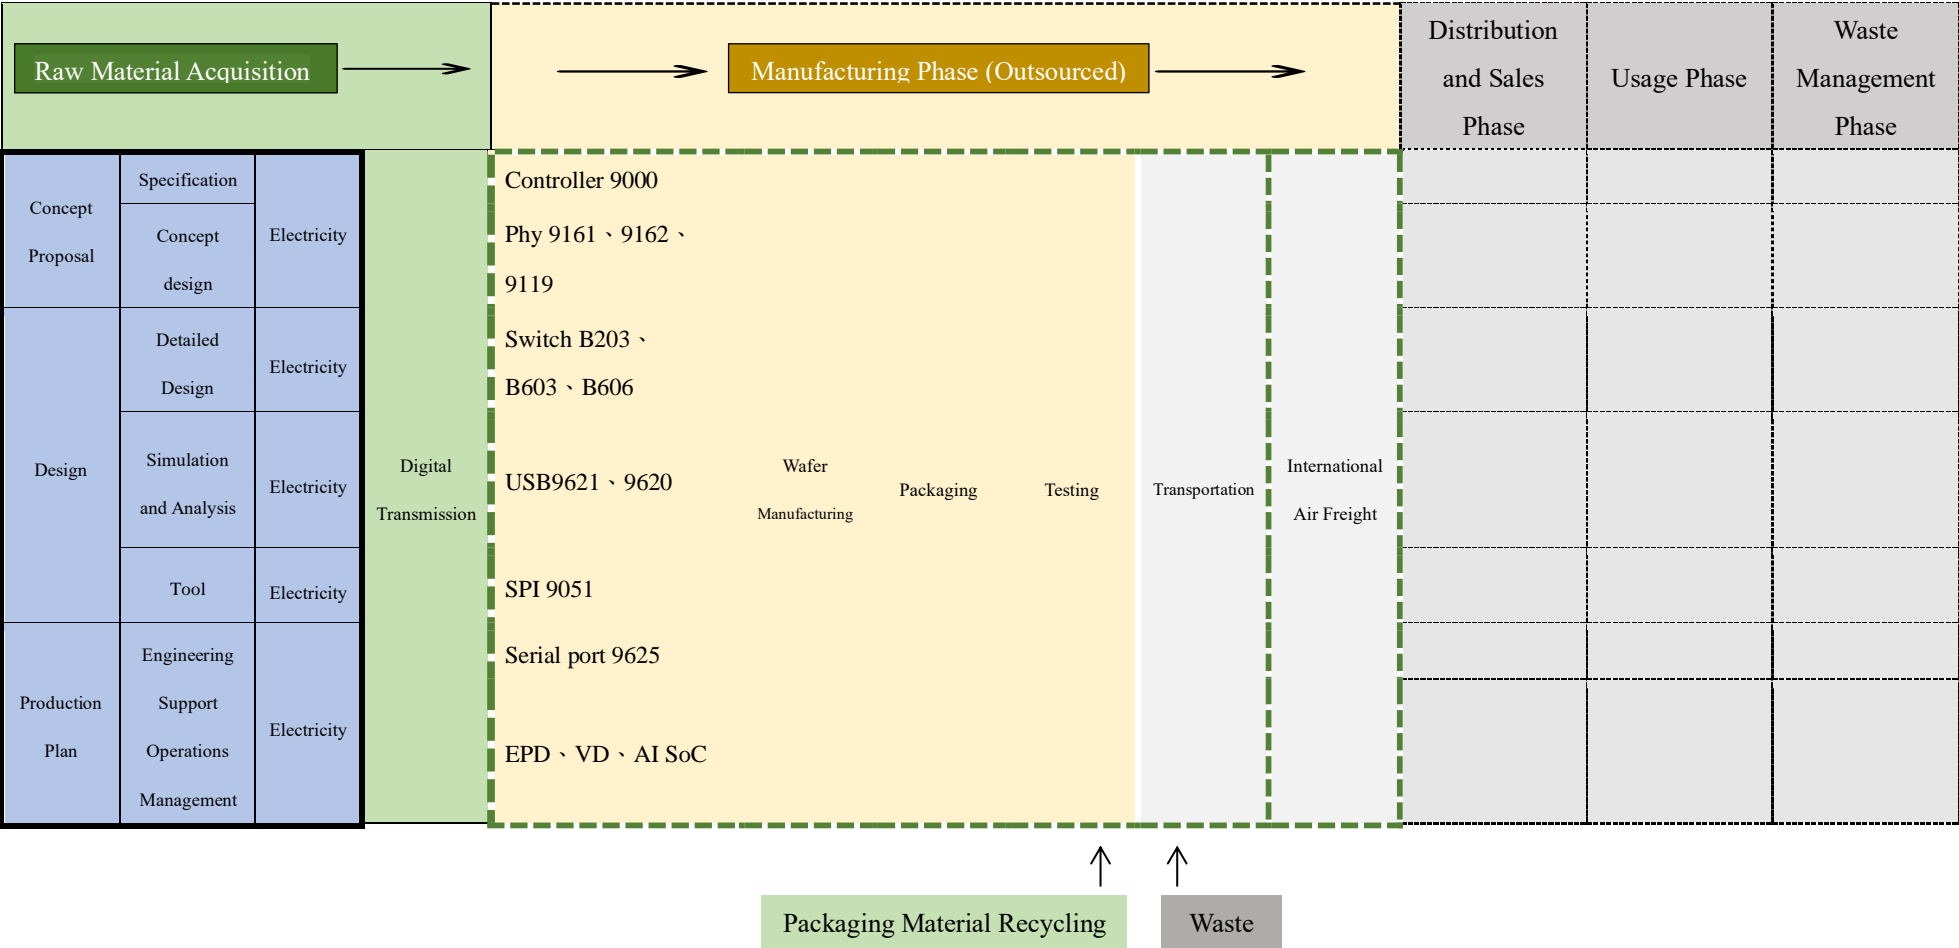 Raw Material Acquisition
Manufacturing Phase (Outsourced)
Distribution
and Sales
Phase
Usage Phase
Waste
Management
Phase
Concept
Proposal
Specification
Concept
design
Electricity
Design
Detailed
Design
Electricity
Simulation
and Analysis
Electricity
Tool
Electricity
Production
Plan
Engineering
Support
Operations
Management
Electricity
Digital
Transmission
Controller 9000
Phy 9161、9162、
9119
Switch B203、
B603、B606
USB9621、9620
SPI 9051
Serial port 9625
EPD、VD、AI SoC
Wafer
Manufacturing
Packaging
Testing
Transportation
International
Air Freight
Packaging Material Recycling
Waste